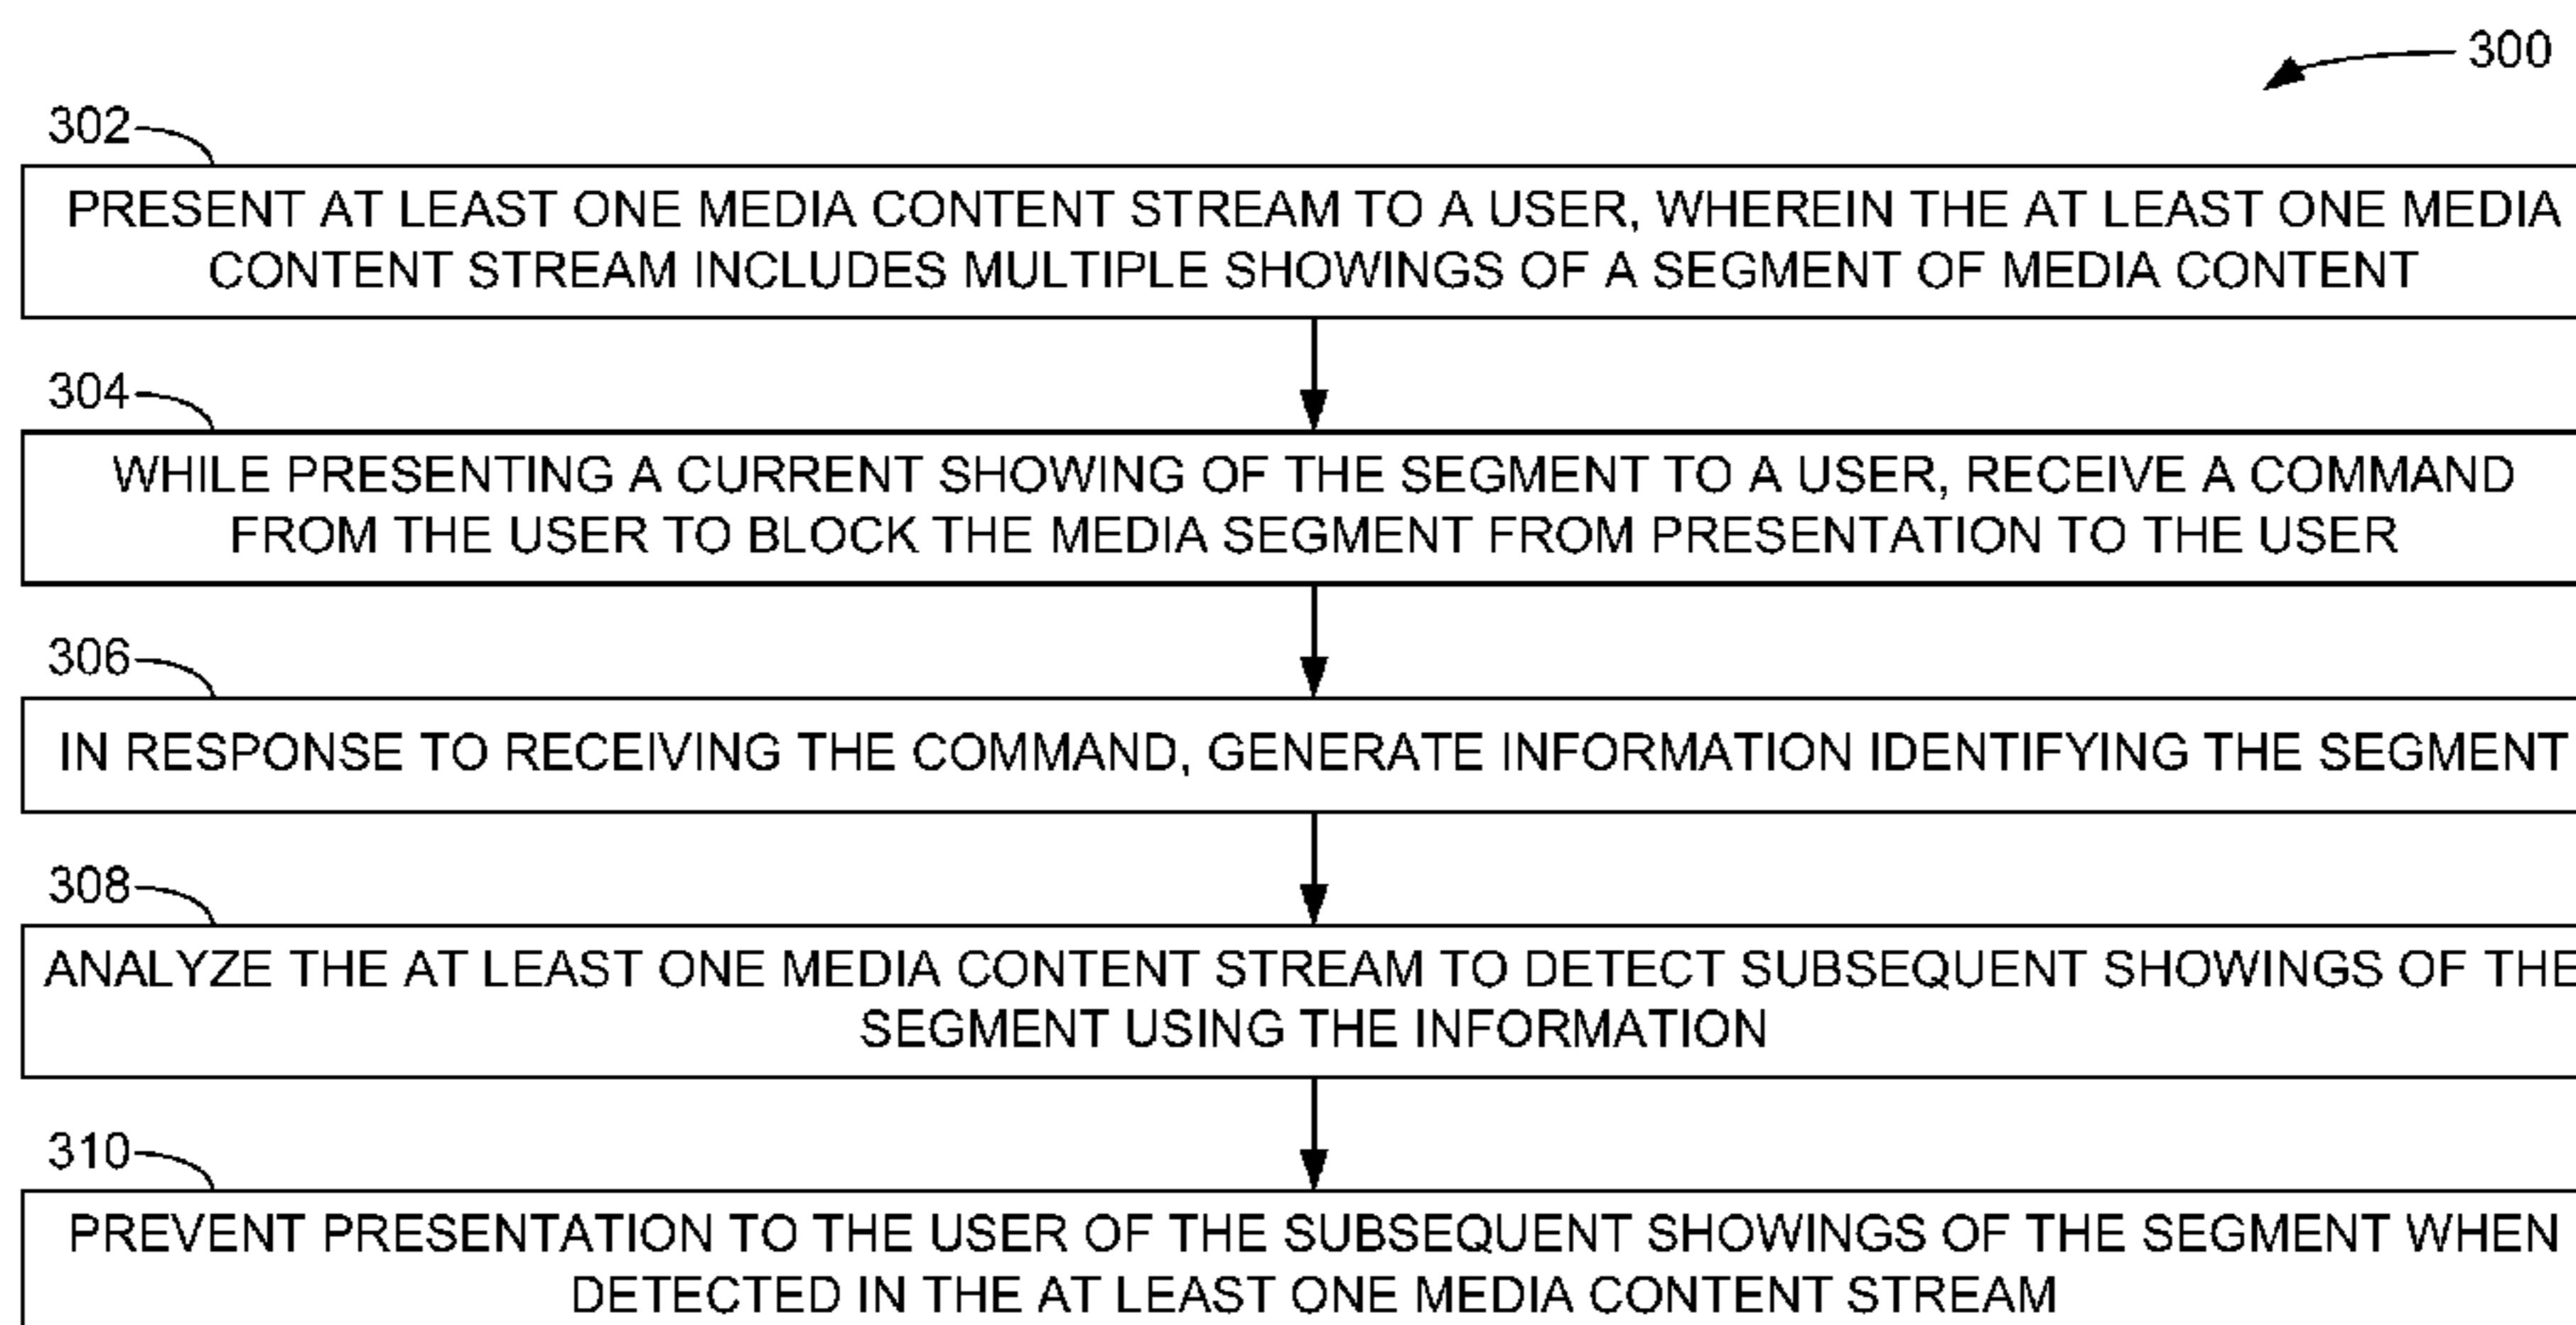 300
302
PRESENT AT LEAST ONE MEDIA CONTENT STREAM TO A USER, WHEREIN THE AT LEAST ONE MEDIA
CONTENT STREAM INCLUDES MULTIPLE SHOWINGS OF A SEGMENT OF MEDIA CONTENT
304
WHILE PRESENTING A CURRENT SHOWING OF THE SEGMENT TO A USER, RECEIVE A COMMAND
FROM THE USER TO BLOCK THE MEDIA SEGMENT FROM PRESENTATION TO THE USER
306
IN RESPONSE TO RECEIVING THE COMMAND, GENERATE INFORMATION IDENTIFYING THE SEGMENT
308
ANALYZE THE AT LEAST ONE MEDIA CONTENT STREAM TO DETECT SUBSEQUENT SHOWINGS OF THE
SEGMENT USING THE INFORMATION
310
PREVENT PRESENTATION TO THE USER OF THE SUBSEQUENT SHOWINGS OF THE SEGMENT WHEN
DETECTED IN THE AT LEAST ONE MEDIA CONTENT STREAM